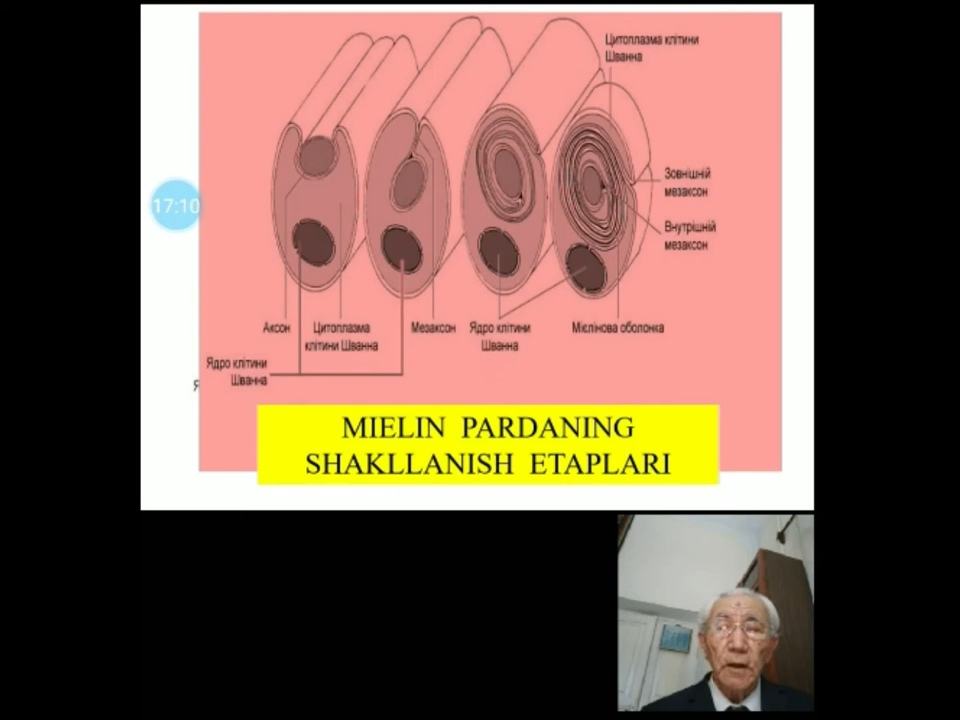 Цитоплазма клітини
Шванна
17:10
Зовнішній
мезаксон
Внутрішній
мезаксон
Аксон
Цитоплазма
клітини Шванна
Мезаксон
Ядро клітини
Шванна
Мієлінова оболонка
Ядро клітини
Шванна
Я
MIELIN PARDANING
SHAKLLANISH ETAPLARI